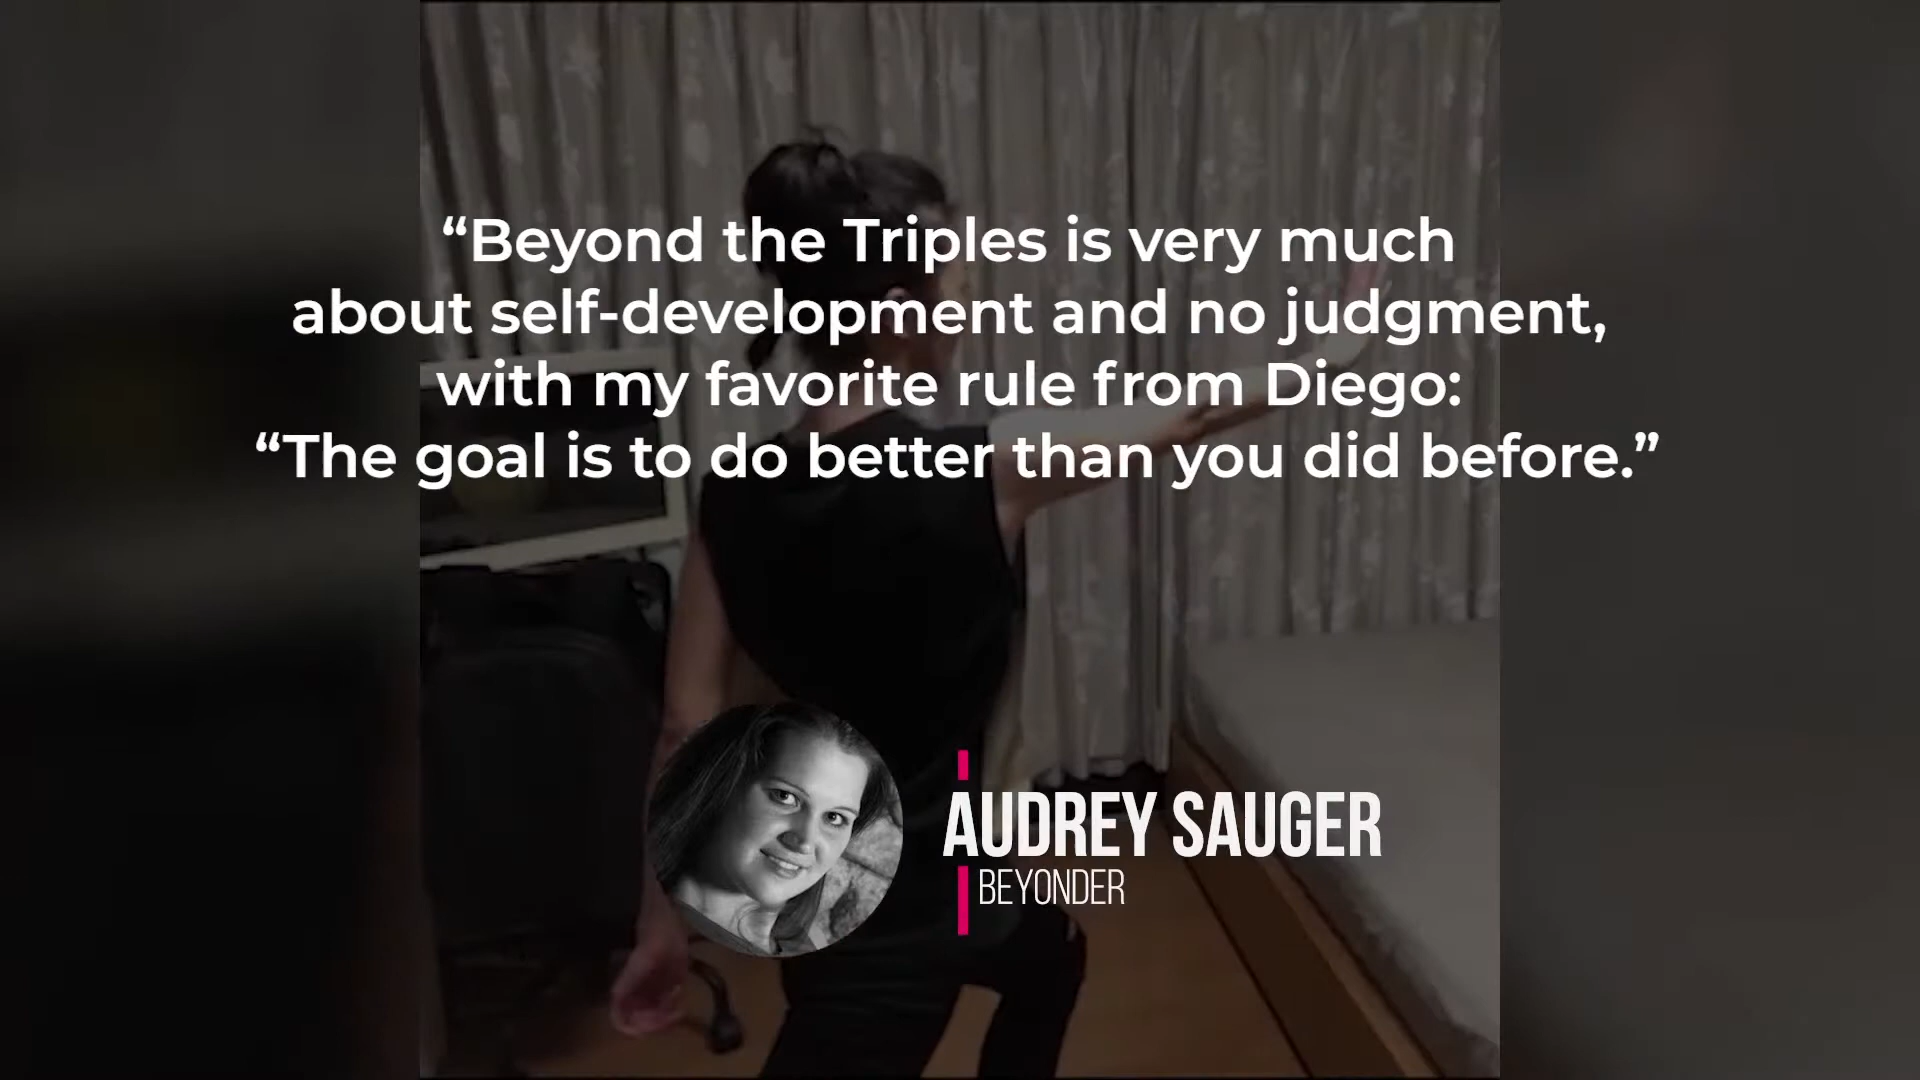 “Beyond the Triples is very much
about self-development and no judgment,
with my favorite rule from Diego:
“The goal is to do better than you did before.”
AUDREY SAUGER
BEYONDER